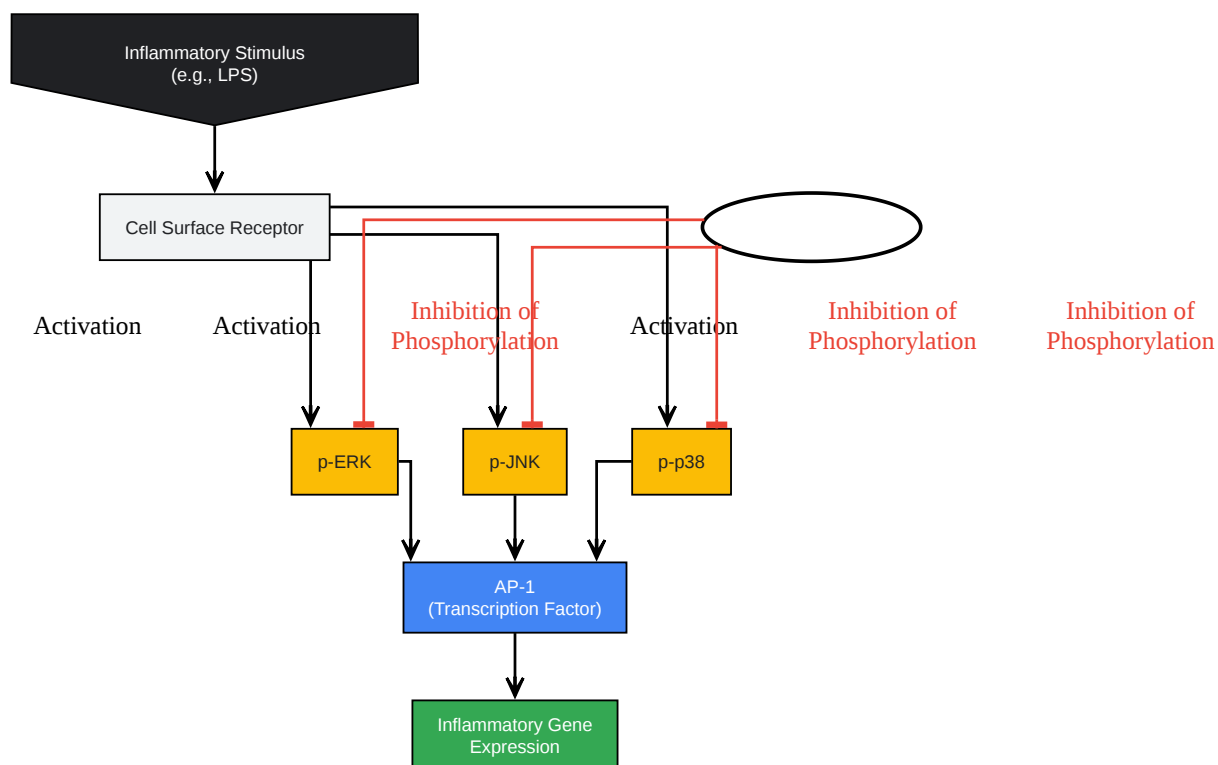 Inflammatory Stimulus
(e.g., LPS)
Cell Surface Receptor
Activation
Activation
Inhibition of
Phosphorylation
Activation
Inhibition of
Phosphorylation
Inhibition of
Phosphorylation
p-ERK
p-JNK
p-p38
AP-1
(Transcription Factor)
Inflammatory Gene
Expression